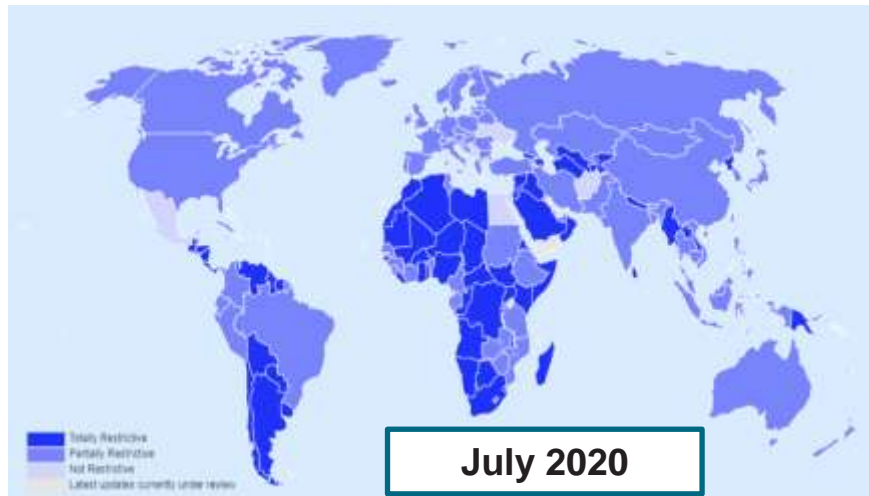 Totally Restrictive
Partially Restrictive
Not Restrictive
Latest updates currently under review
July 2020